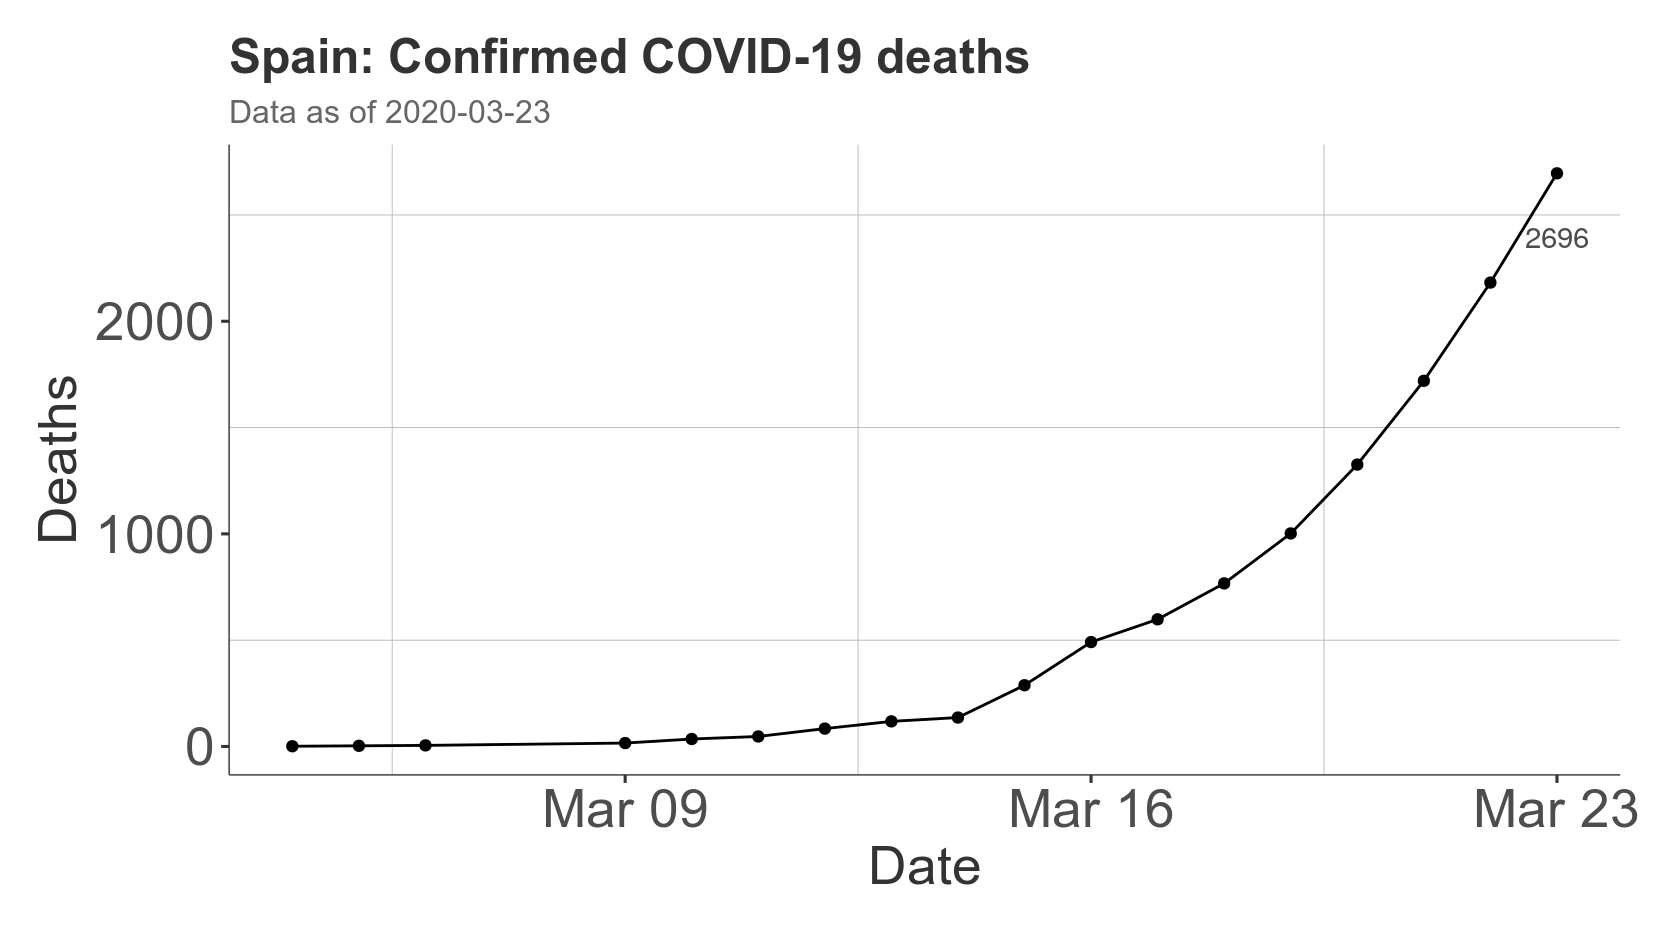 Spain: Confirmed COVID-19 deaths
Data as of 2020-03-23
2696
2000
1000
0
Deaths
Mar 09 Mar 16 Mar 23
Date